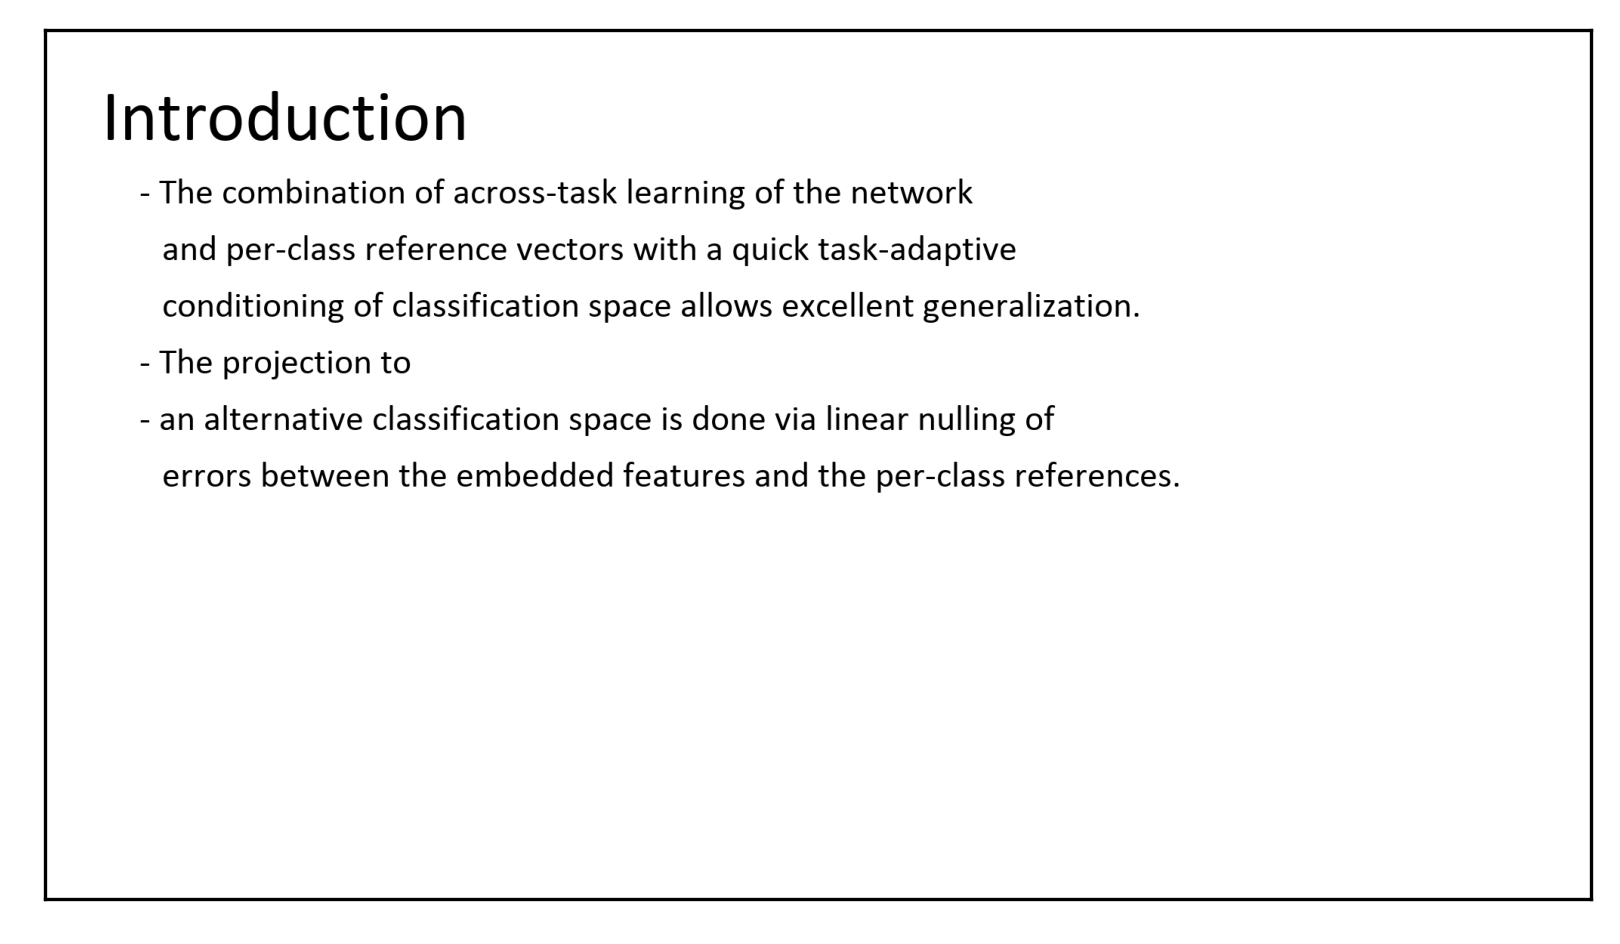 Introduction
- The combination of across-task learning of the network
and per-class reference vectors with a quick task-adaptive
conditioning of classification space allows excellent generalization.
- The projection to
- an alternative classification space is done via linear nulling of
errors between the embedded features and the per-class references.